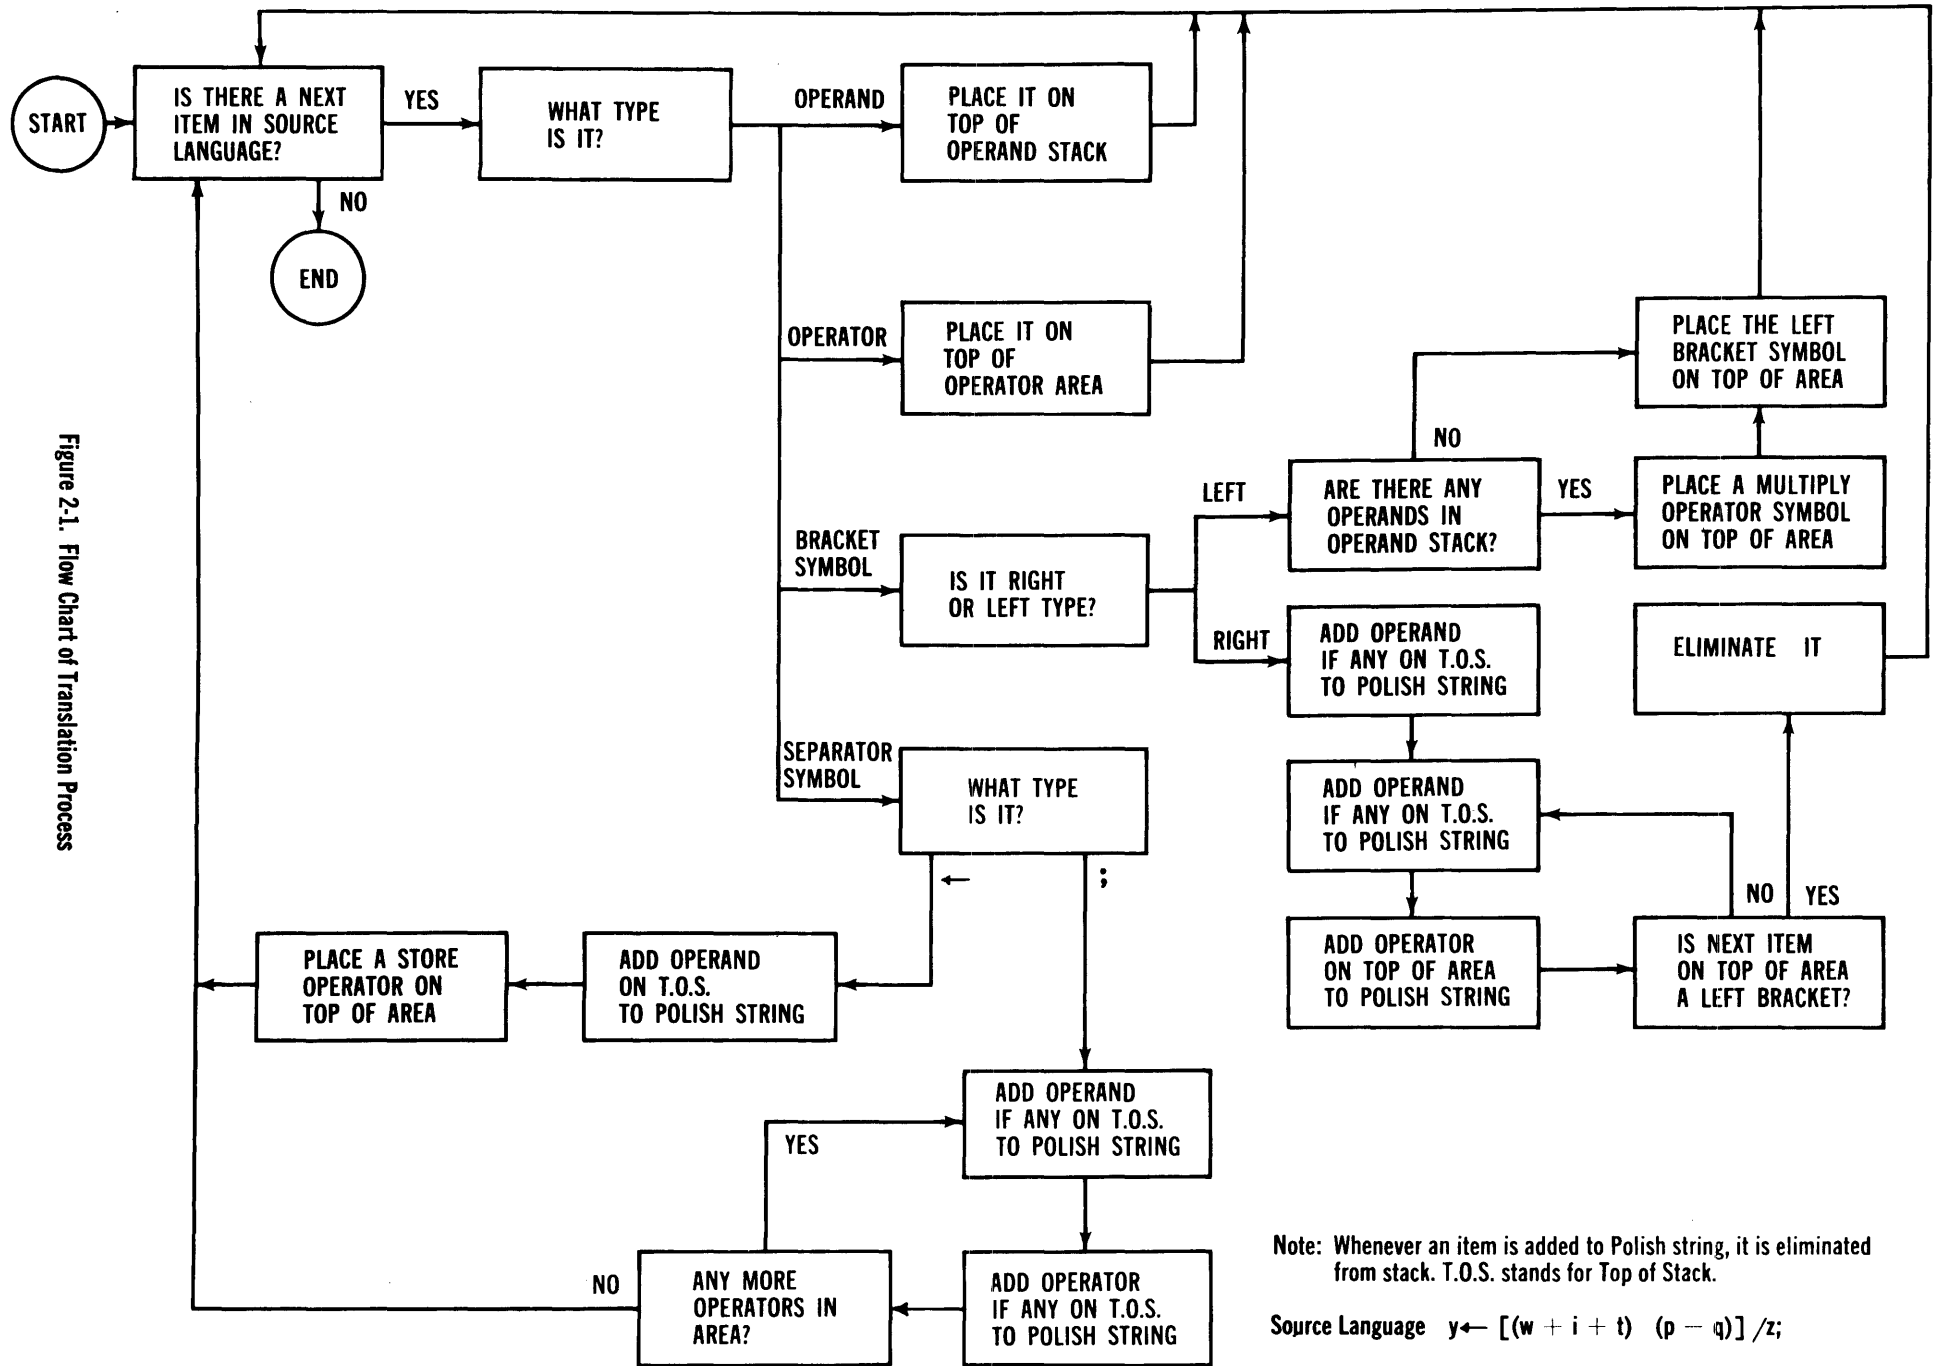 START
IS THERE A NEXT
ITEM IN SOURCE
LANGUAGE?
YES
NO
END
WHAT TYPE
IS IT?
OPERAND
PLACE IT ON
TOP OF
OPERAND STACK
OPERATOR
PLACE IT ON
TOP OF
OPERATOR AREA
BRACKET
SYMBOL
IS IT RIGHT
OR LEFT TYPE?
LEFT
ARE THERE ANY
OPERANDS IN
OPERAND STACK?
NO
YES
PLACE THE LEFT
BRACKET SYMBOL
ON TOP OF AREA
PLACE A MULTIPLY
OPERATOR SYMBOL
ON TOP OF AREA
RIGHT
ADD OPERAND
IF ANY ON T.O.S.
TO POLISH STRING
ELIMINATE IT
ADD OPERAND
IF ANY ON T.O.S.
TO POLISH STRING
NO
YES
ADD OPERATOR
ON TOP OF AREA
TO POLISH STRING
IS NEXT ITEM
ON TOP OF AREA
A LEFT BRACKET?
SEPARATOR
SYMBOL
WHAT TYPE
IS IT?
←
;
PLACE A STORE
OPERATOR ON
TOP OF AREA
ADD OPERAND
ON T.O.S.
TO POLISH STRING
ADD OPERAND
IF ANY ON T.O.S.
TO POLISH STRING
YES
NO
ANY MORE
OPERATORS IN
AREA?
ADD OPERATOR
IF ANY ON T.O.S.
TO POLISH STRING
Note: Whenever an item is added to Polish string, it is eliminated
from stack. T.O.S. stands for Top of Stack.
Source Language y← [(w + i + t) (p − q)] /z;
Figure 2-1. Flow Chart of Translation Process